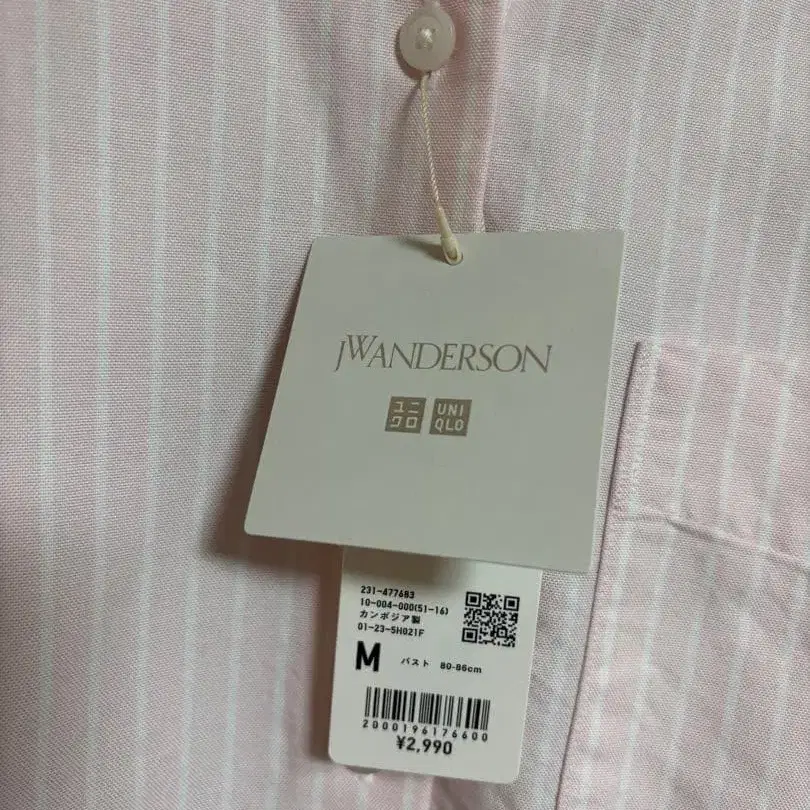 JWANDERSON
ユニ UNI
クロ QLO
231-477683
10-004-000(51-16)
カンボジア製
01-23-5H021F
M バスト 80-86cm
2000196176600
¥2,990